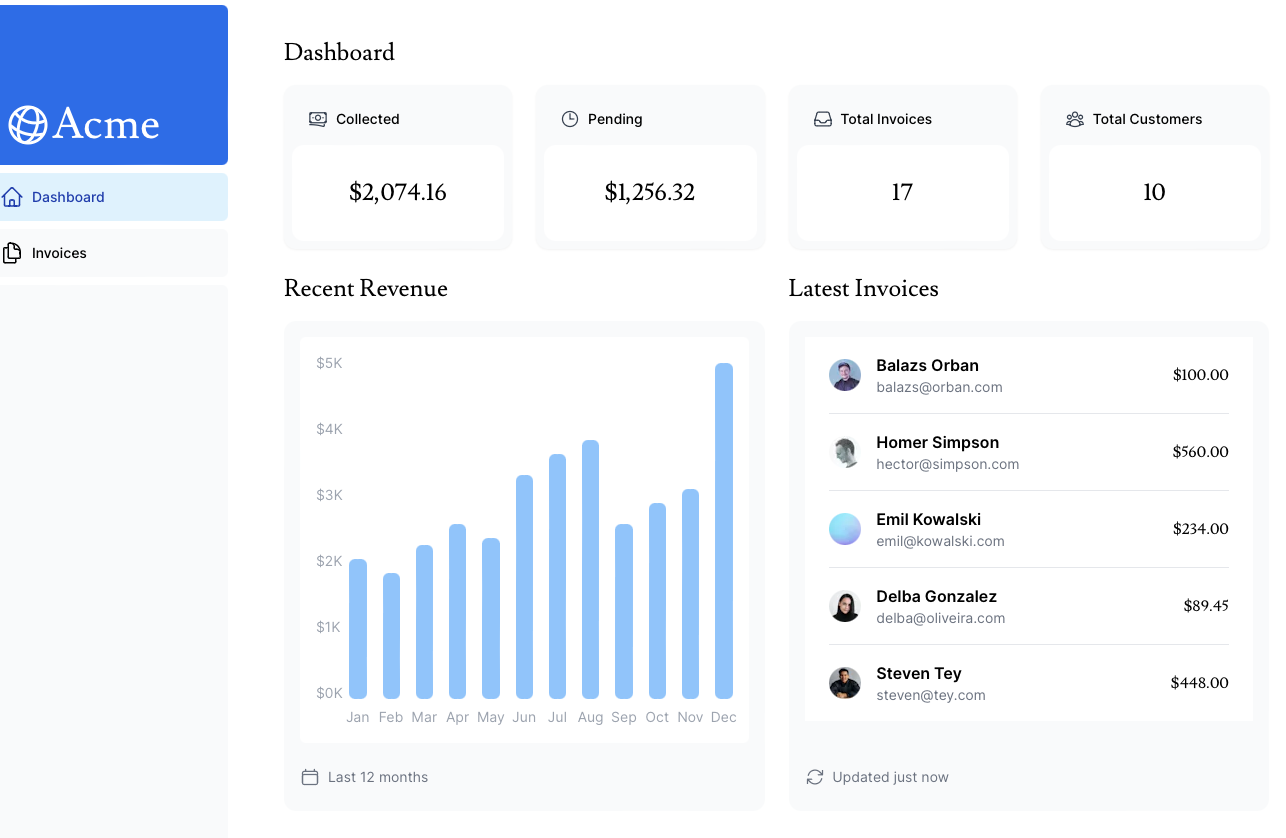 Acme
Dashboard
Invoices
Dashboard
Collected
$2,074.16
Pending
$1,256.32
Total Invoices
17
Total Customers
10
Recent Revenue
$5K
$4K
$3K
$2K
$1K
$0K
Jan Feb Mar Apr May Jun Jul Aug Sep Oct Nov Dec
Last 12 months
Latest Invoices
Balazs Orban
balazs@orban.com
$100.00
Homer Simpson
hector@simpson.com
$560.00
Emil Kowalski
emil@kowalski.com
$234.00
Delba Gonzalez
delba@oliveira.com
$89.45
Steven Tey
steven@tey.com
$448.00
Updated just now